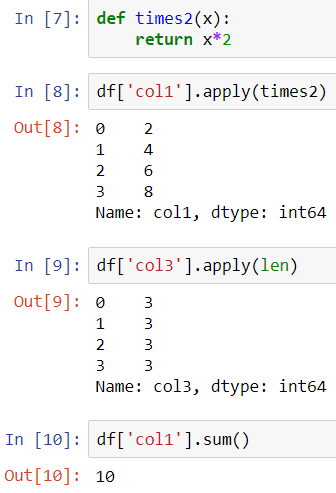 In [7]: def times2(x):
    return x*2
In [8]: df['col1'].apply(times2)
Out[8]: 0    2
1    4
2    6
3    8
Name: col1, dtype: int64
In [9]: df['col3'].apply(len)
Out[9]: 0    3
1    3
2    3
3    3
Name: col3, dtype: int64
In [10]: df['col1'].sum()
Out[10]: 10